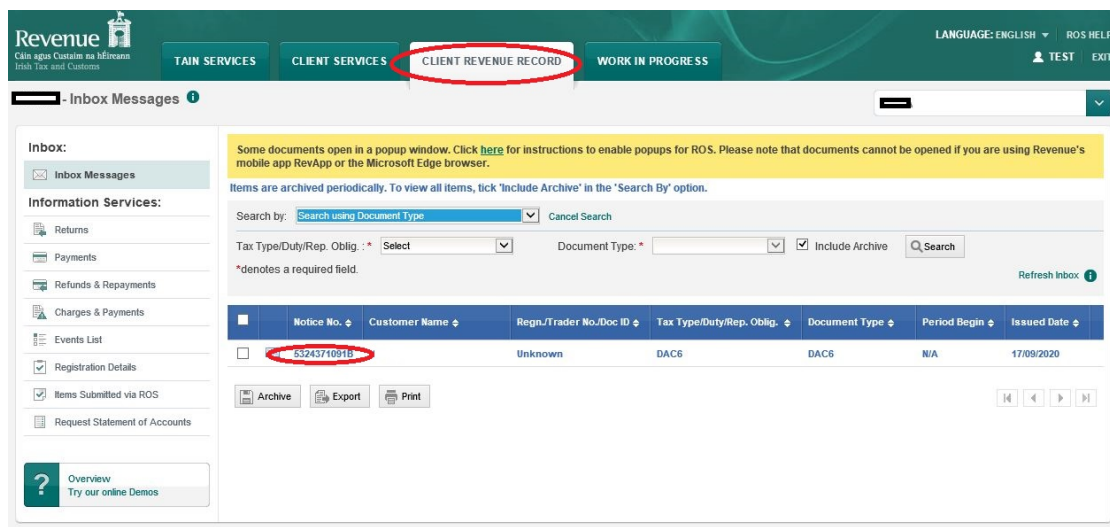 Revenue
Cáin agus Custaim na hÉireann
Irish Tax and Customs
TAIN SERVICES
CLIENT SERVICES
CLIENT REVENUE RECORD
WORK IN PROGRESS
LANGUAGE: ENGLISH
ROS HELP
TEST
EXIT
- Inbox Messages
Inbox:
Inbox Messages
Information Services:
Returns
Payments
Refunds & Repayments
Charges & Payments
Events List
Registration Details
Items Submitted via ROS
Request Statement of Accounts
?
Overview
Try our online Demos
Some documents open in a popup window. Click here for instructions to enable popups for ROS. Please note that documents cannot be opened if you are using Revenue's
mobile app RevApp or the Microsoft Edge browser.
Items are archived periodically. To view all items, tick 'Include Archive' in the 'Search By' option.
Search by: Search using Document Type Cancel Search
Tax Type/Duty/Rep. Oblig. : * Select Document Type: * Include Archive Search
*denotes a required field.
Refresh Inbox
Notice No. Customer Name Regn./Trader No./Doc ID Tax Type/Duty/Rep. Oblig. Document Type Period Begin Issued Date
5324371091B Unknown DAC6 DAC6 N/A 17/09/2020
Archive Export Print